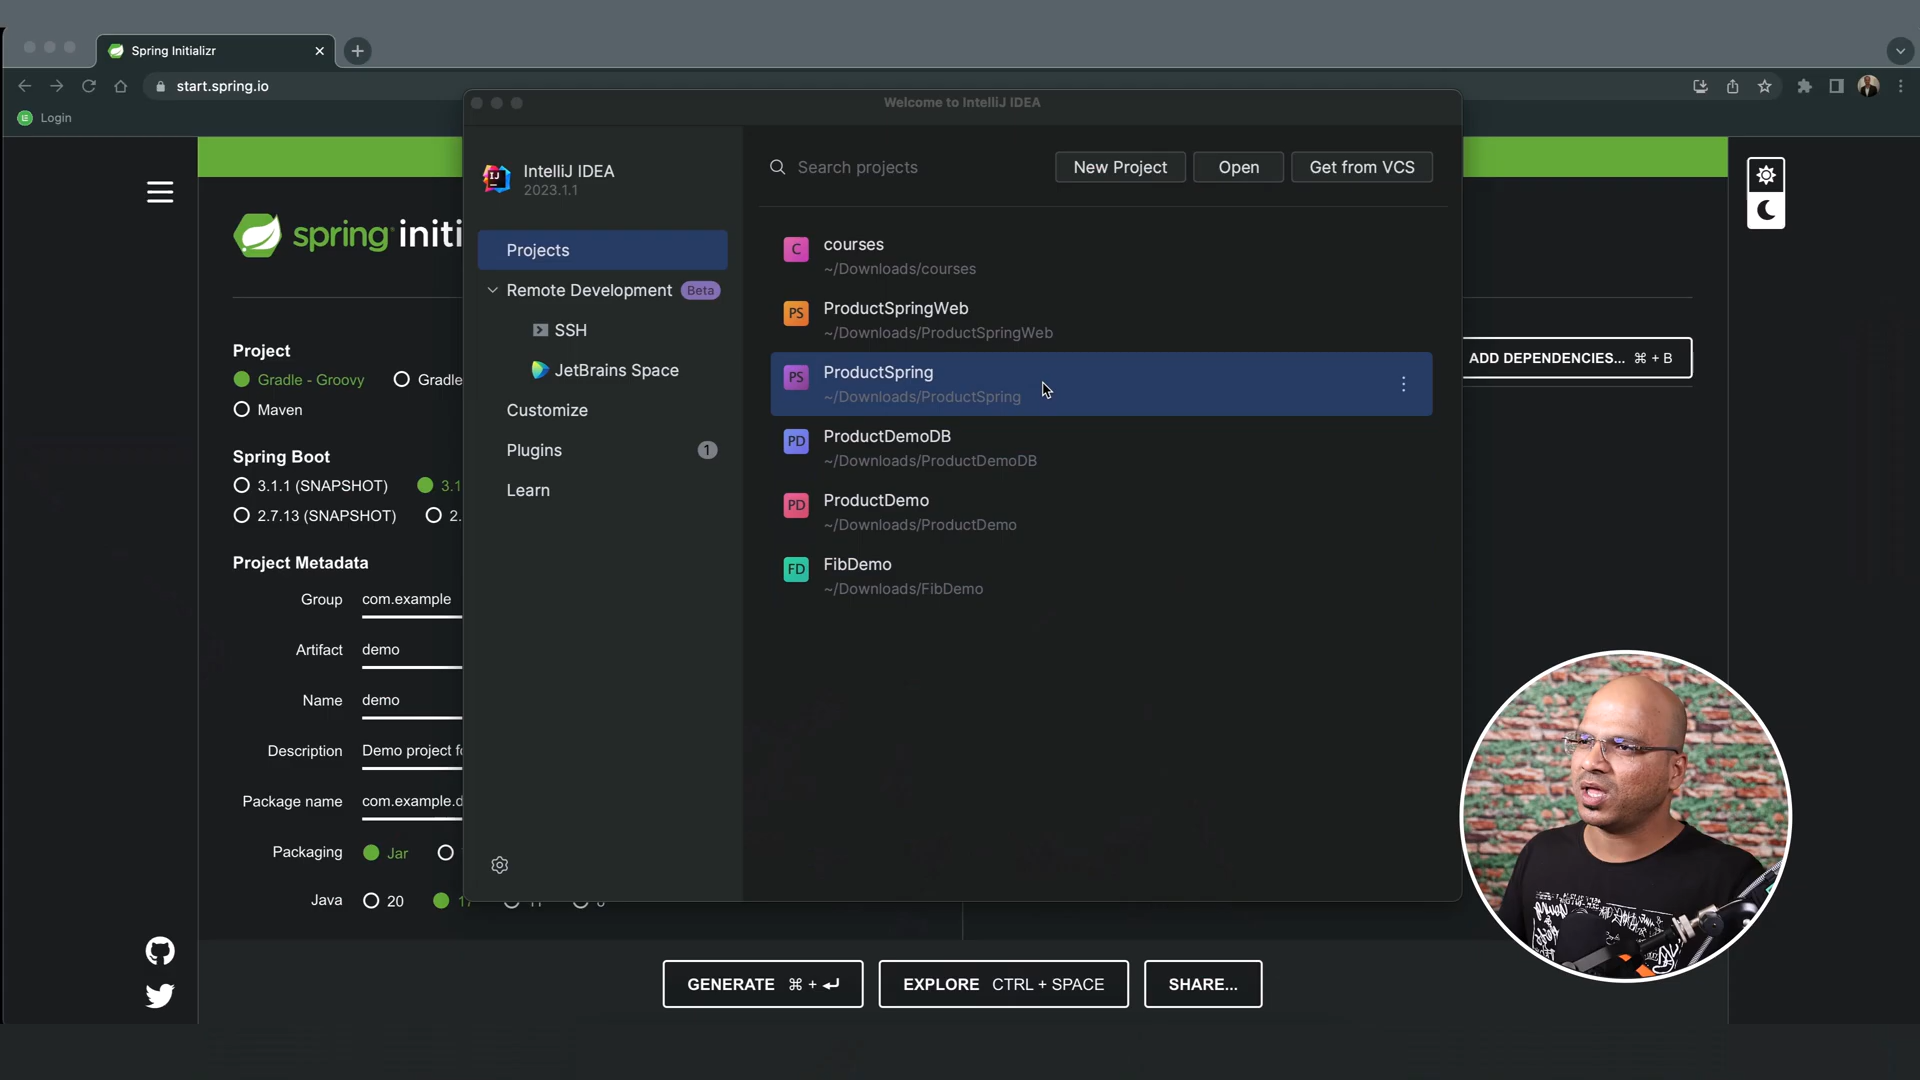 Spring Initializr
start.spring.io
Login
Welcome to IntelliJ IDEA
IntelliJ IDEA
2023.1.1
Projects
Remote Development Beta
SSH
JetBrains Space
Customize
Plugins 1
Learn
Search projects
New Project
Open
Get from VCS
C courses
~/Downloads/courses
PS ProductSpringWeb
~/Downloads/ProductSpringWeb
PS ProductSpring
~/Downloads/ProductSpring
PD ProductDemoDB
~/Downloads/ProductDemoDB
PD ProductDemo
~/Downloads/ProductDemo
FD FibDemo
~/Downloads/FibDemo
spring initi
Project
Gradle - Groovy Gradle
Maven
Spring Boot
3.1.1 (SNAPSHOT) 3.1
2.7.13 (SNAPSHOT) 2.
Project Metadata
Group com.example
Artifact demo
Name demo
Description Demo project fo
Package name com.example.d
Packaging Jar
Java 20
ADD DEPENDENCIES... ⌘ + B
GENERATE ⌘ + ↵
EXPLORE CTRL + SPACE
SHARE...